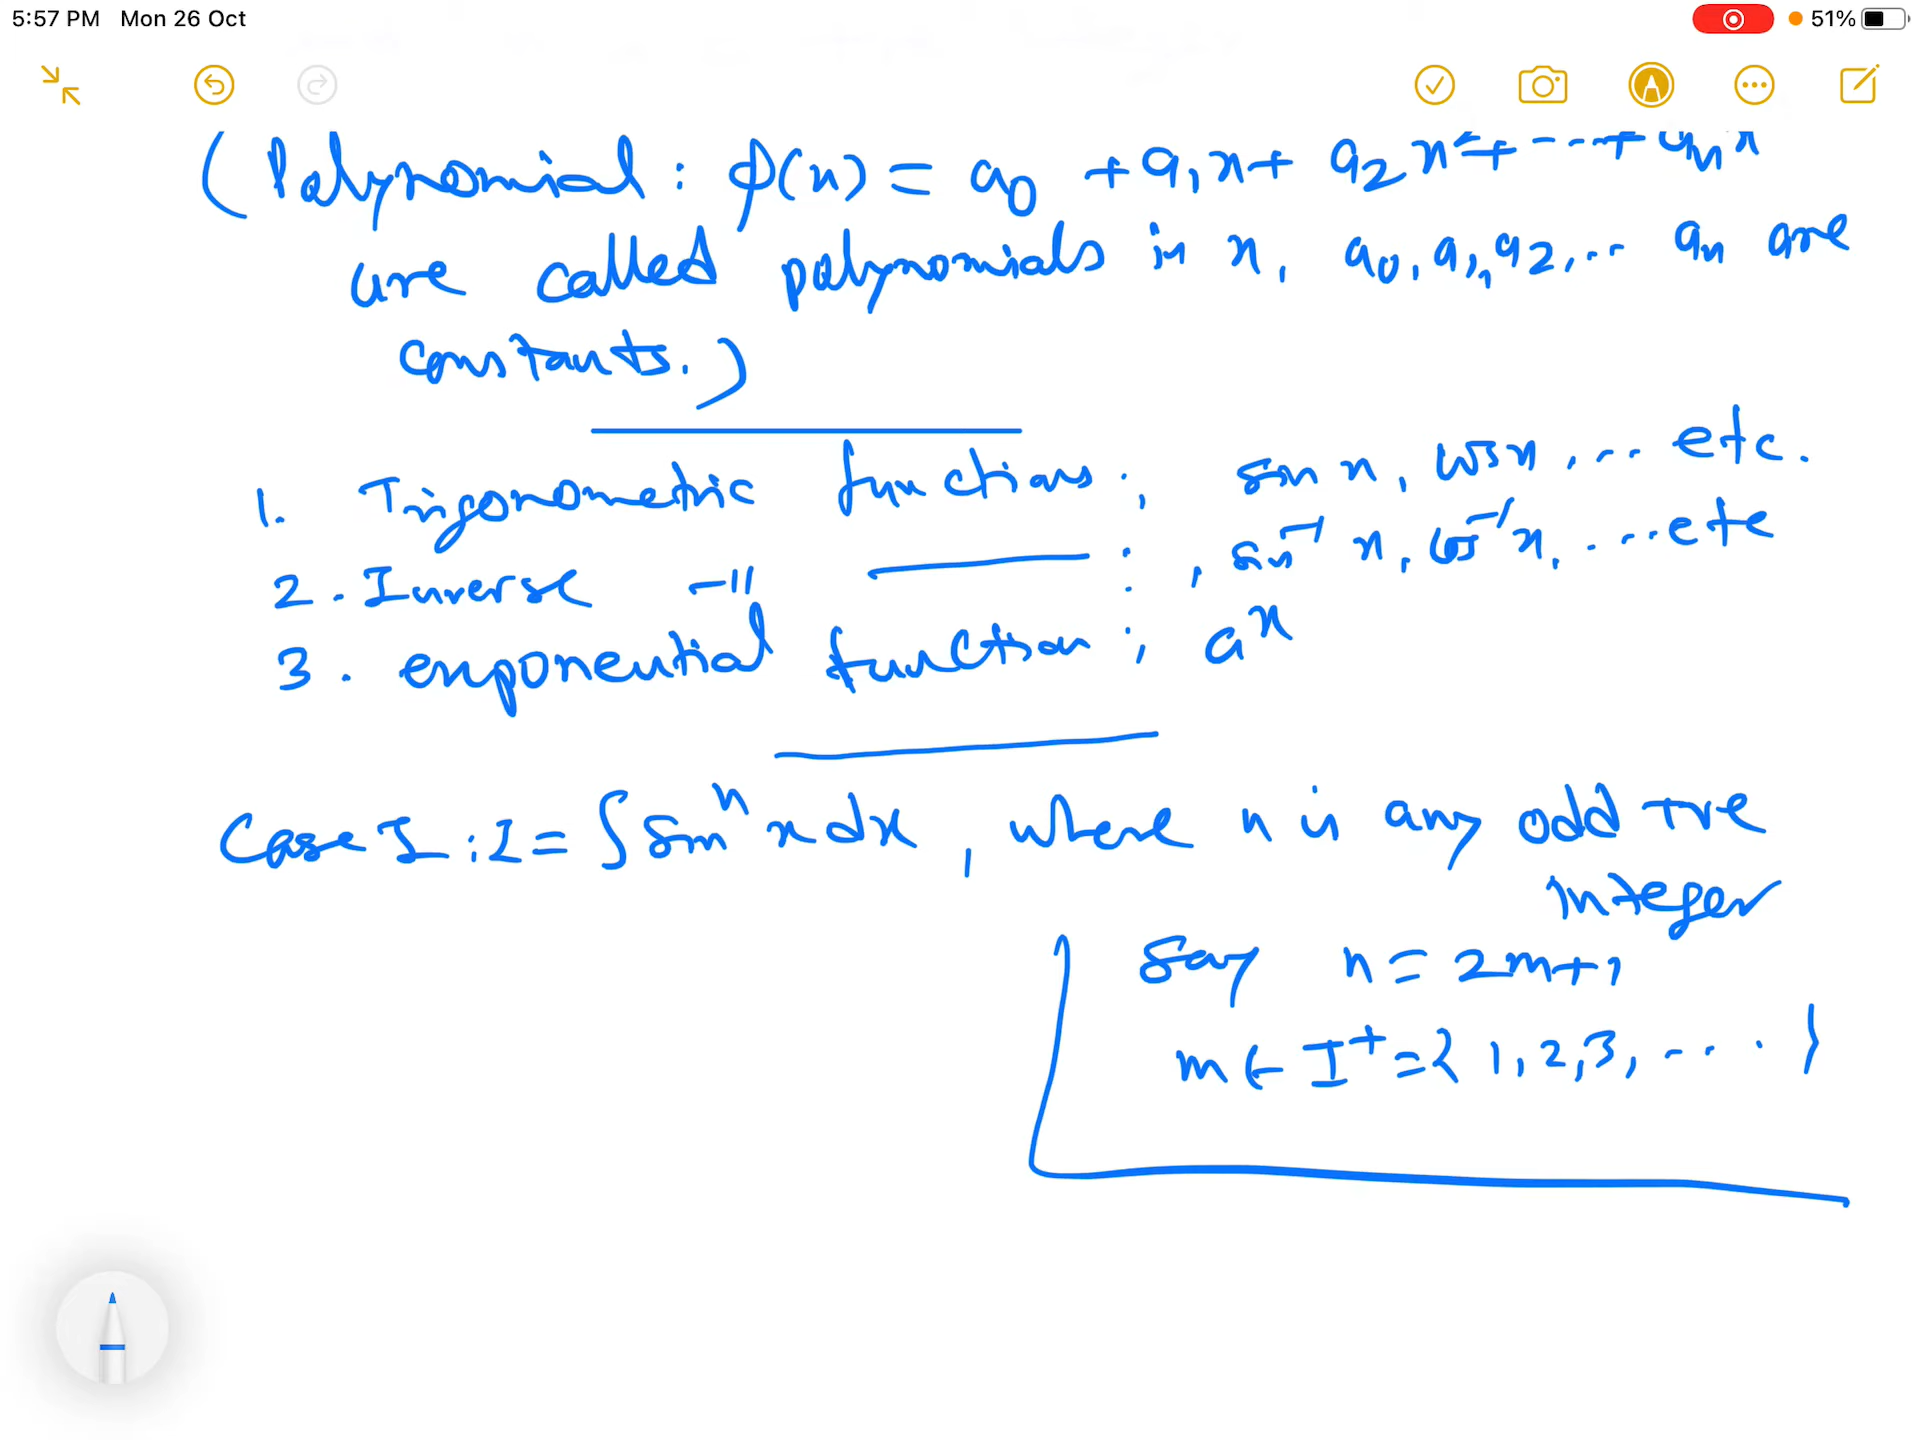 5:57 PM Mon 26 Oct 51%
(Polynomial : p(x) = a0 + a1x + a2x² + ---+ anx
are called polynomials in x, a0, a1, a2, .. an are
constants.)
1. Trigonometric functions :, sin x, cos x, ... etc.
2. Inverse -"—— : , sin⁻¹ x, cos⁻¹ x, ... etc
3. exponential function :, aˣ
Case I : I = ∫ sinⁿ x dx , where n is any odd +ve
integer
Say n = 2m+1
m ∈ I⁺ = { 1, 2, 3, ---- }